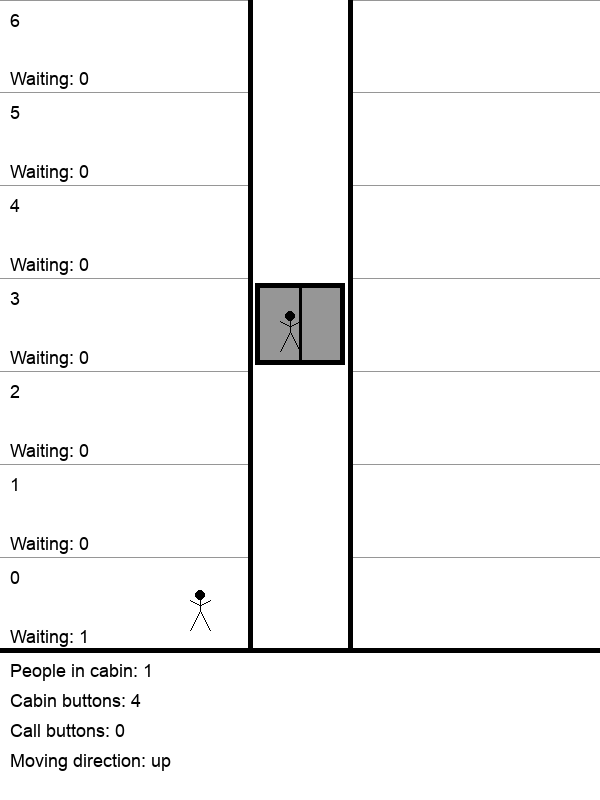 6
Waiting: 0
5
Waiting: 0
4
Waiting: 0
3
Waiting: 0
2
Waiting: 0
1
Waiting: 0
0
Waiting: 1
People in cabin: 1
Cabin buttons: 4
Call buttons: 0
Moving direction: up